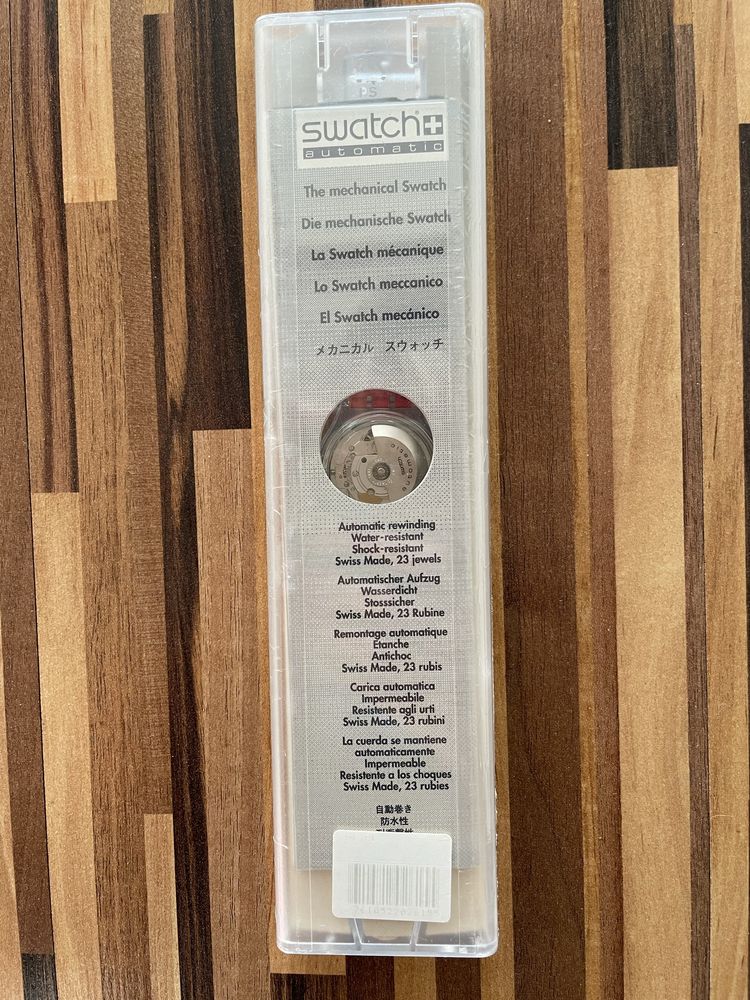 swatch
automatic
The mechanical Swatch
Die mechanische Swatch
La Swatch mécanique
Lo Swatch meccanico
El Swatch mecánico
メカニカル スウォッチ
Automatic rewinding
Water-resistant
Shock-resistant
Swiss Made, 23 jewels
Automatischer Aufzug
Wasserdicht
Stosssicher
Swiss Made, 23 Rubine
Remontage automatique
Etanche
Antichoc
Swiss Made, 23 rubis
Carica automatica
Impermeabile
Resistente agli urti
Swiss Made, 23 rubini
La cuerda se mantiene
automaticamente
Impermeable
Resistente a los choques
Swiss Made, 23 rubies
自動巻き
防水性